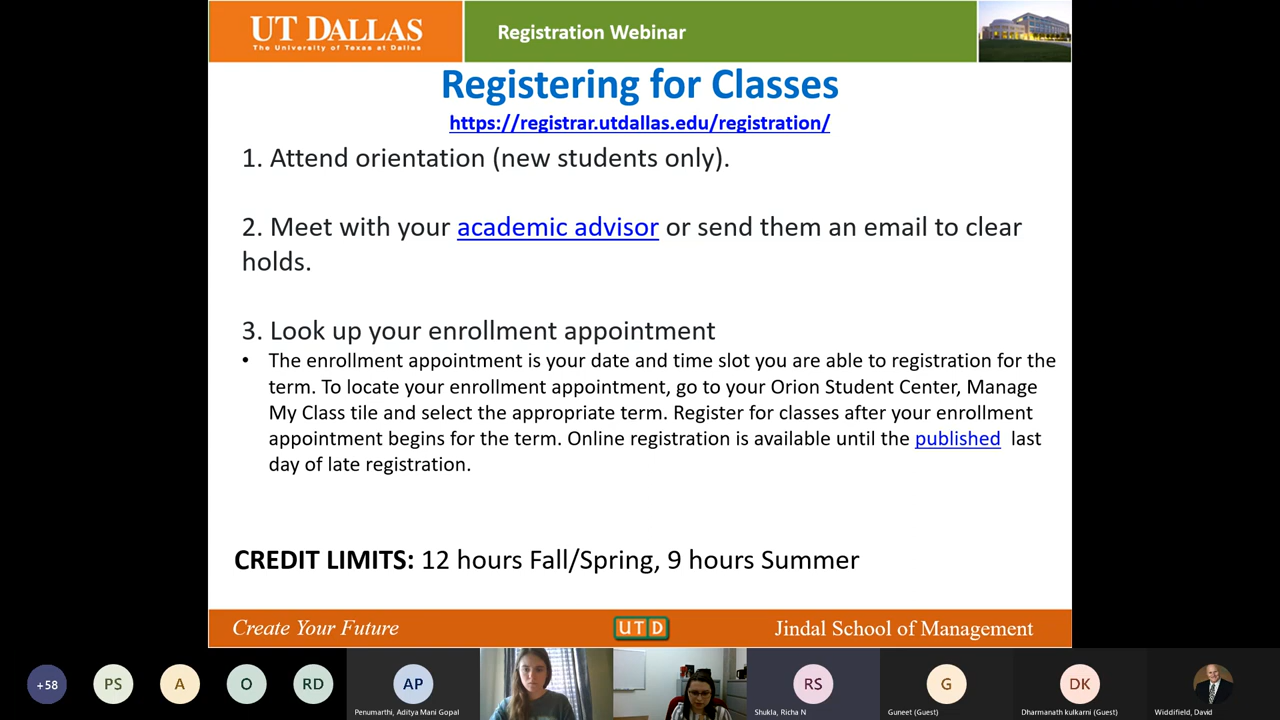 UT DALLAS
The University of Texas at Dallas
Registration Webinar
Registering for Classes
https://registrar.utdallas.edu/registration/
1. Attend orientation (new students only).
2. Meet with your academic advisor or send them an email to clear
holds.
3. Look up your enrollment appointment
• The enrollment appointment is your date and time slot you are able to registration for the
term. To locate your enrollment appointment, go to your Orion Student Center, Manage
My Class tile and select the appropriate term. Register for classes after your enrollment
appointment begins for the term. Online registration is available until the published last
day of late registration.
CREDIT LIMITS: 12 hours Fall/Spring, 9 hours Summer
Create Your Future
UTD
Jindal School of Management
+58
PS
A
O
RD
AP
RS
G
DK
Penumarthi, Aditya Mani Gopal
Shukla, Richa N
Guneet (Guest)
Dharmanath kulkarni (Guest)
Widdifield, David